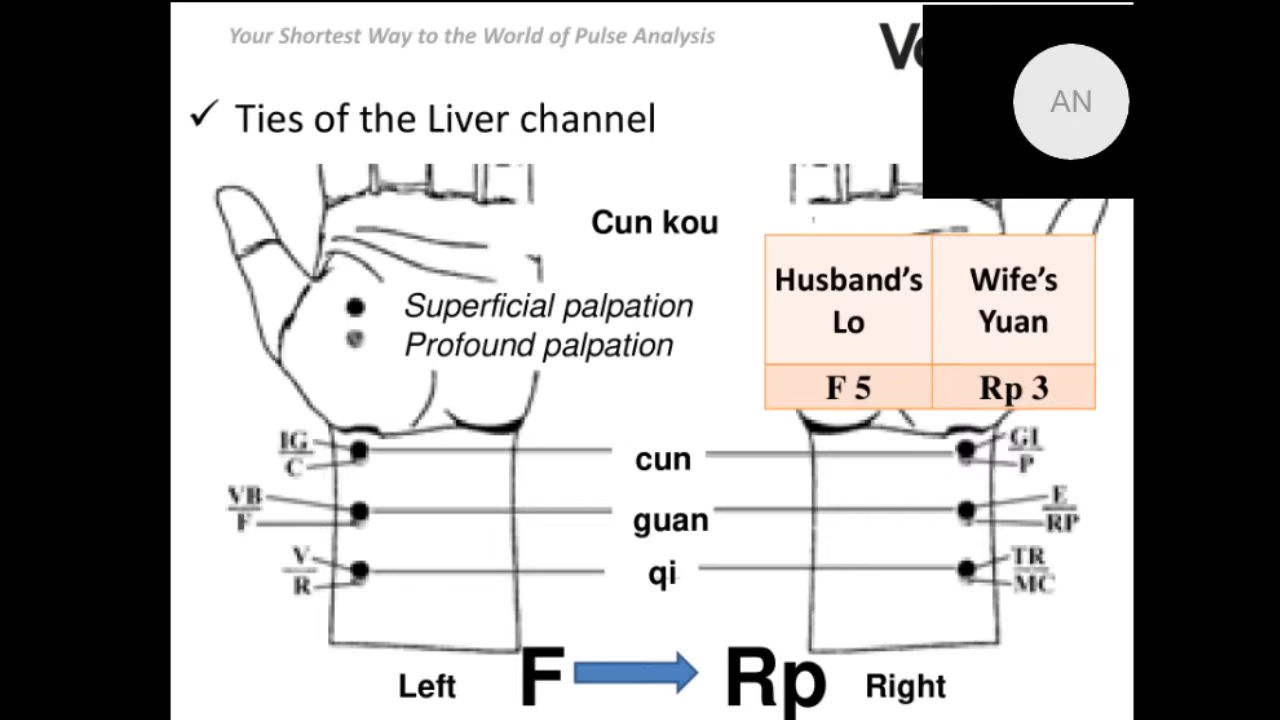 Your Shortest Way to the World of Pulse Analysis
AN
✓ Ties of the Liver channel
Cun kou
Husband's Lo
Wife's Yuan
F 5
Rp 3
Superficial palpation
Profound palpation
IG
C
cun
GI
P
VB
F
guan
E
RP
V
R
qi
TR
MC
Left
F
Rp
Right